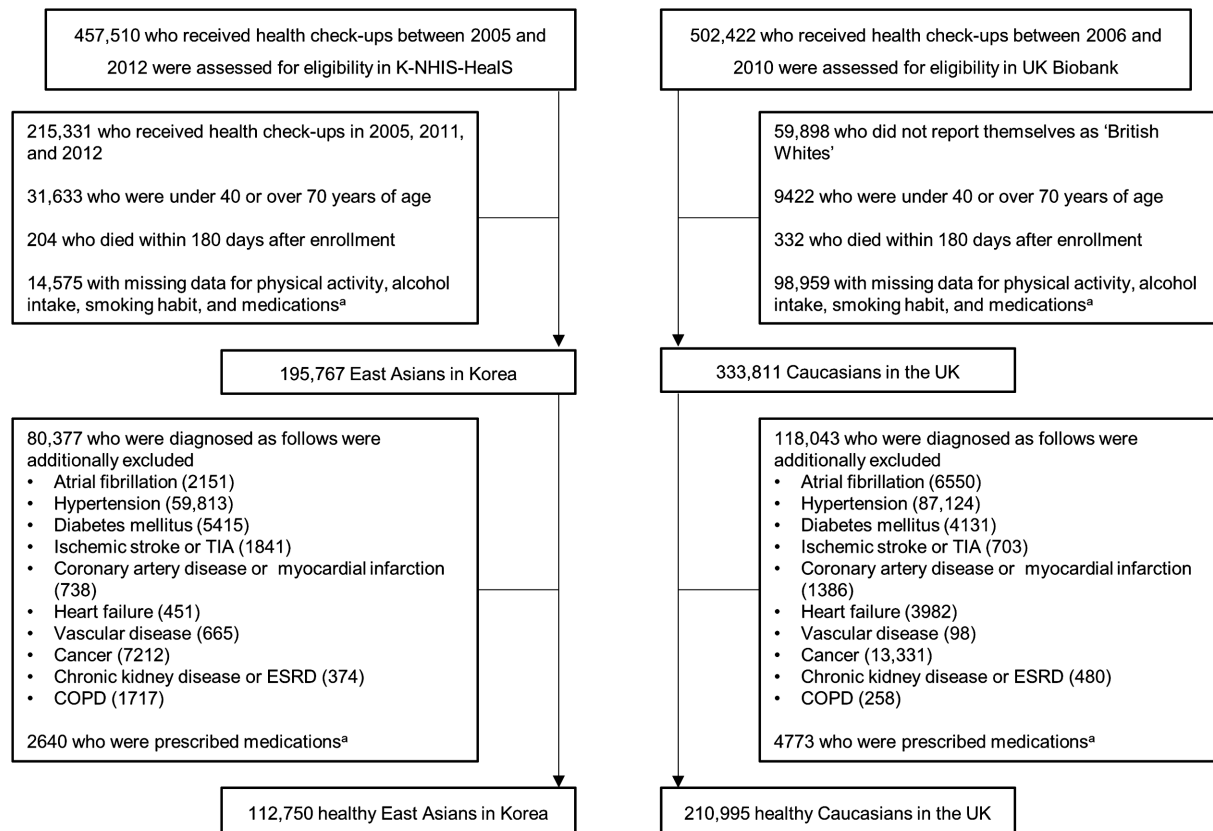 457,510 who received health check-ups between 2005 and
2012 were assessed for eligibility in K-NHIS-HealS
215,331 who received health check-ups in 2005, 2011,
and 2012
31,633 who were under 40 or over 70 years of age
204 who died within 180 days after enrollment
14,575 with missing data for physical activity, alcohol
intake, smoking habit, and medicationsᵃ
195,767 East Asians in Korea
80,377 who were diagnosed as follows were
additionally excluded
• Atrial fibrillation (2151)
• Hypertension (59,813)
• Diabetes mellitus (5415)
• Ischemic stroke or TIA (1841)
• Coronary artery disease or myocardial infarction
(738)
• Heart failure (451)
• Vascular disease (665)
• Cancer (7212)
• Chronic kidney disease or ESRD (374)
• COPD (1717)
2640 who were prescribed medicationsᵃ
112,750 healthy East Asians in Korea
502,422 who received health check-ups between 2006 and
2010 were assessed for eligibility in UK Biobank
59,898 who did not report themselves as ‘British
Whites’
9422 who were under 40 or over 70 years of age
332 who died within 180 days after enrollment
98,959 with missing data for physical activity, alcohol
intake, smoking habit, and medicationsᵃ
333,811 Caucasians in the UK
118,043 who were diagnosed as follows were
additionally excluded
• Atrial fibrillation (6550)
• Hypertension (87,124)
• Diabetes mellitus (4131)
• Ischemic stroke or TIA (703)
• Coronary artery disease or myocardial infarction
(1386)
• Heart failure (3982)
• Vascular disease (98)
• Cancer (13,331)
• Chronic kidney disease or ESRD (480)
• COPD (258)
4773 who were prescribed medicationsᵃ
210,995 healthy Caucasians in the UK